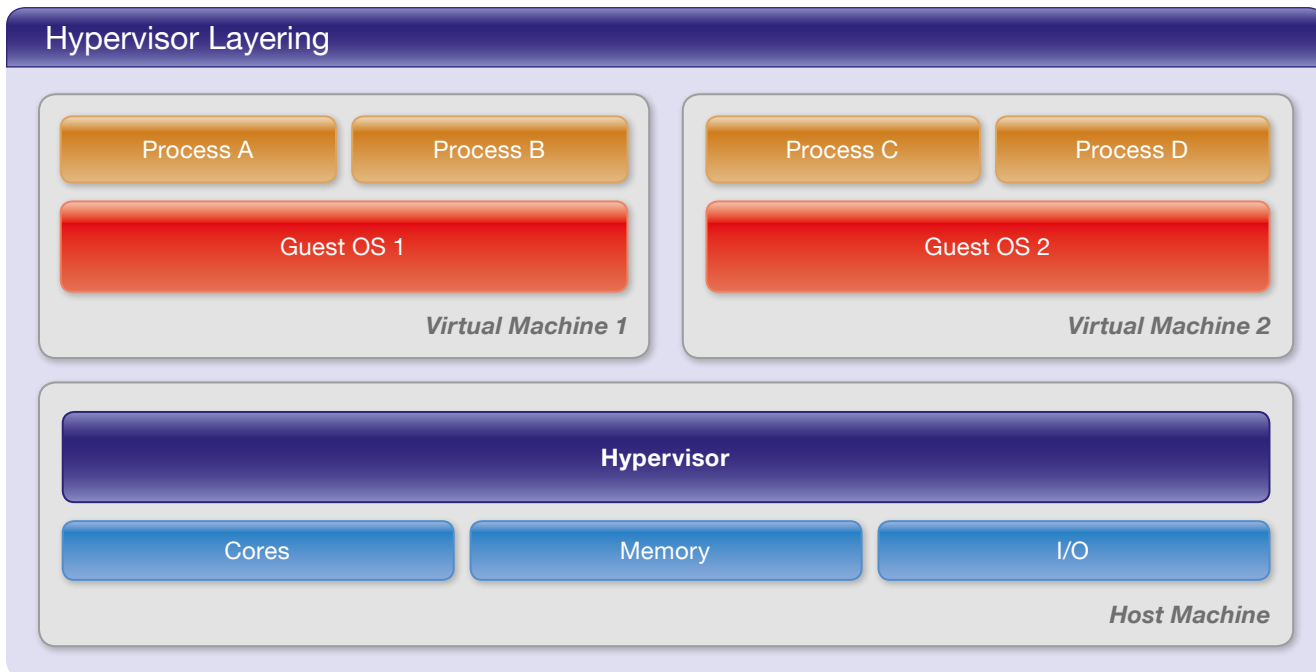 Hypervisor Layering
Process A
Process B
Process C
Process D
Guest OS 1
Guest OS 2
Virtual Machine 1
Virtual Machine 2
Hypervisor
Cores
Memory
I/O
Host Machine